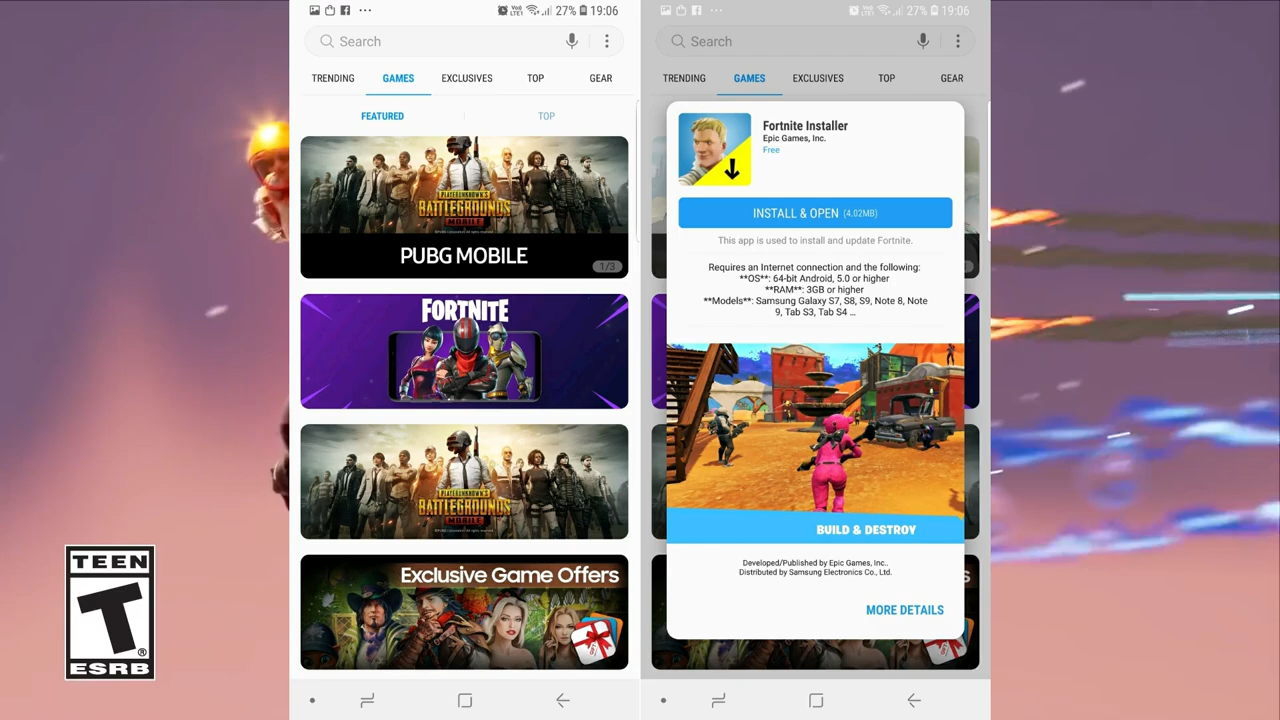 27% 19:06
Search
TRENDING GAMES EXCLUSIVES TOP GEAR
FEATURED TOP
PLAYERUNKNOWN'S
BATTLEGROUNDS
MOBILE
PUBG MOBILE
1/3
FORTNITE
PLAYERUNKNOWN'S
BATTLEGROUNDS
MOBILE
Exclusive Game Offers
27% 19:06
Search
TRENDING GAMES EXCLUSIVES TOP GEAR
Fortnite Installer
Epic Games, Inc.
Free
INSTALL & OPEN (4.02MB)
This app is used to install and update Fortnite.
Requires an Internet connection and the following:
**OS**: 64-bit Android, 5.0 or higher
**RAM**: 3GB or higher
**Models**: Samsung Galaxy S7, S8, S9, Note 8, Note
9, Tab S3, Tab S4 ...
BUILD & DESTROY
Developed/Published by Epic Games, Inc..
Distributed by Samsung Electronics Co., Ltd.
MORE DETAILS
TEEN
T
®
ESRB